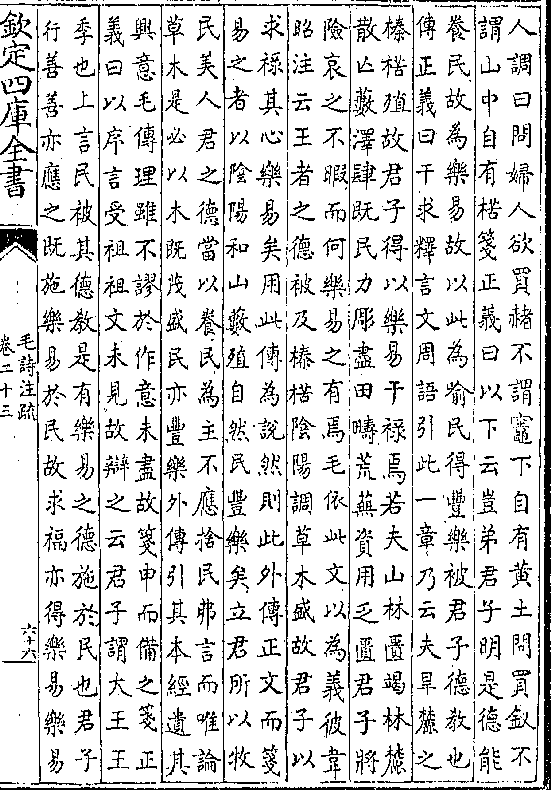 人調曰問婦人欲買赭不謂竈下自有黄土問買釵不
謂山中自有楛箋正義曰以下云豈弟君子明是德能
養民故為樂易故以此為喻民得豐樂被君子德教也
傳正義曰干求釋言文周語引此一章乃云夫旱麓之
榛楛殖故君子得以樂易干禄焉若夫山林匱竭林麓
散亡藪澤肆既民力彫盡田疇荒蕪資用乏匱君子將
險哀之不暇而何樂易之有焉毛依此文以為義彼韋
昭注云王者之德被及榛楛陰陽調草木盛故君子以
求禄其心樂易矣用此傳為說然則此外傳正文而箋
易之者以陰陽和山藪殖自然民豐樂矣立君所以牧
民美人君之德當以養民為主不應捨民弗言而唯論
草木是必以木既茂盛民亦豐樂外傳引其本經遺其
興意毛傳理雖不謬於作意未盡故箋申而備之箋正
義曰以序言受祖祖文未見故辯之云君子謂大王王
季也上言民被其德教是有樂易之德施於民也君子
行善善亦應之既施樂易於民故求福亦得樂易樂易
欽定四庫全書
毛詩注疏
卷二十三
六十六